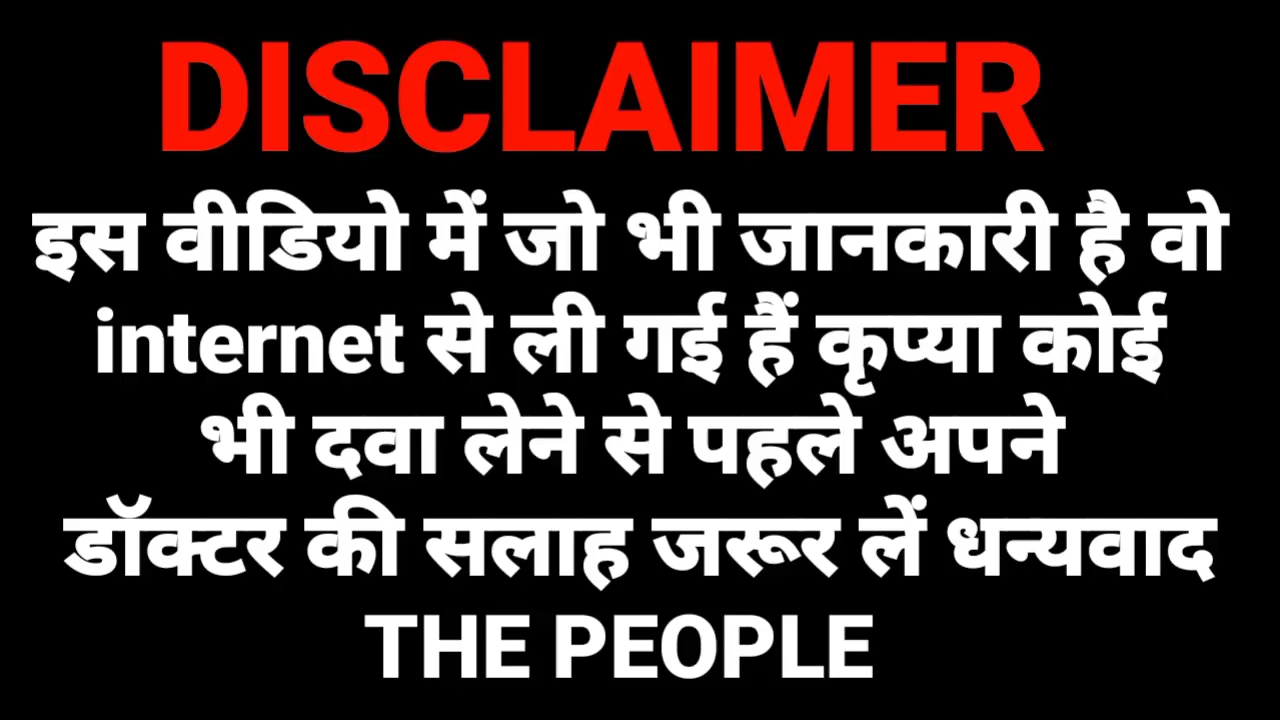 DISCLAIMER
इस वीडियो में जो भी जानकारी है वो
internet से ली गई हैं कृप्या कोई
भी दवा लेने से पहले अपने
डॉक्टर की सलाह जरूर लें धन्यवाद
THE PEOPLE